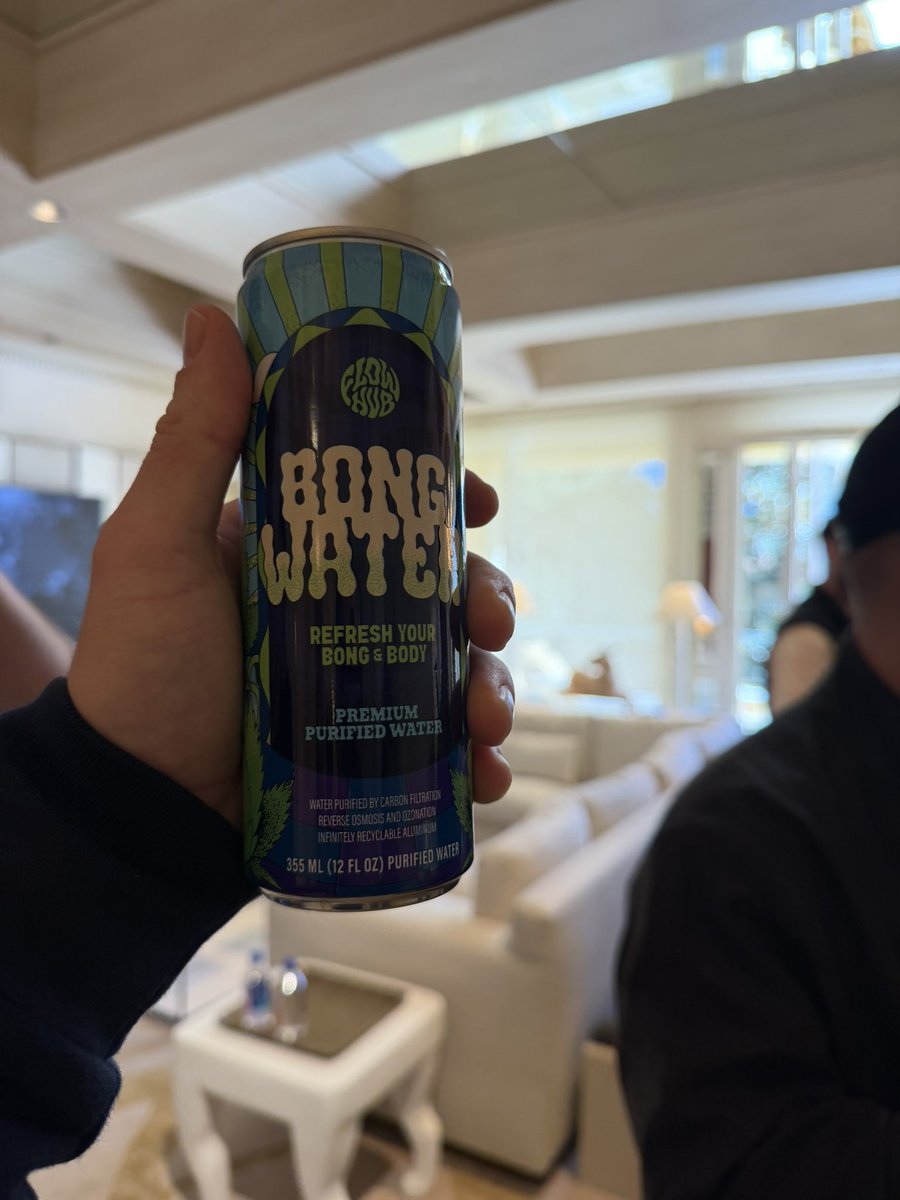 FLOW
HUB
BONG
WATER
REFRESH YOUR
BONG & BODY
PREMIUM
PURIFIED WATER
WATER PURIFIED BY CARBON FILTRATION
REVERSE OSMOSIS AND OZONATION
INFINITELY RECYCLABLE ALUMINUM
355 ML (12 FL OZ) PURIFIED WATER